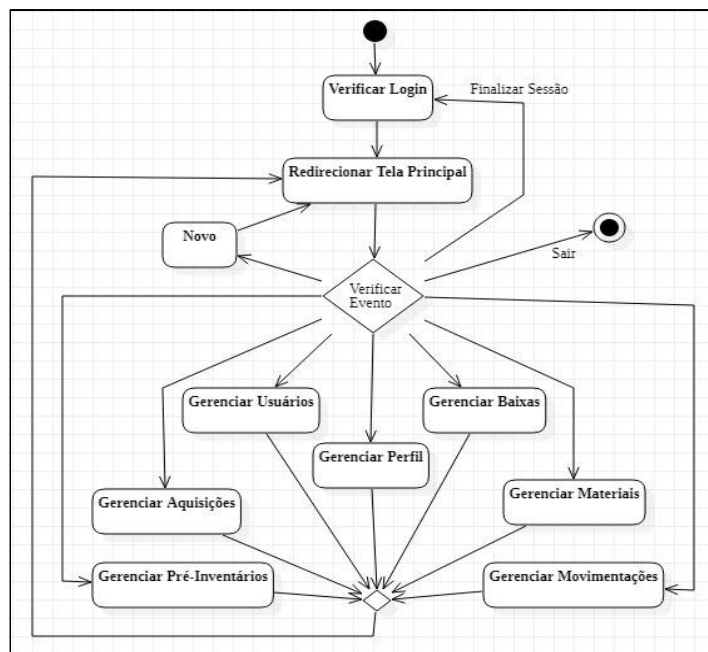 Verificar Login
Finalizar Sessão
Redirecionar Tela Principal
Novo
Sair
Verificar
Evento
Gerenciar Usuários
Gerenciar Baixas
Gerenciar Perfil
Gerenciar Aquisições
Gerenciar Materiais
Gerenciar Pré-Inventários
Gerenciar Movimentações